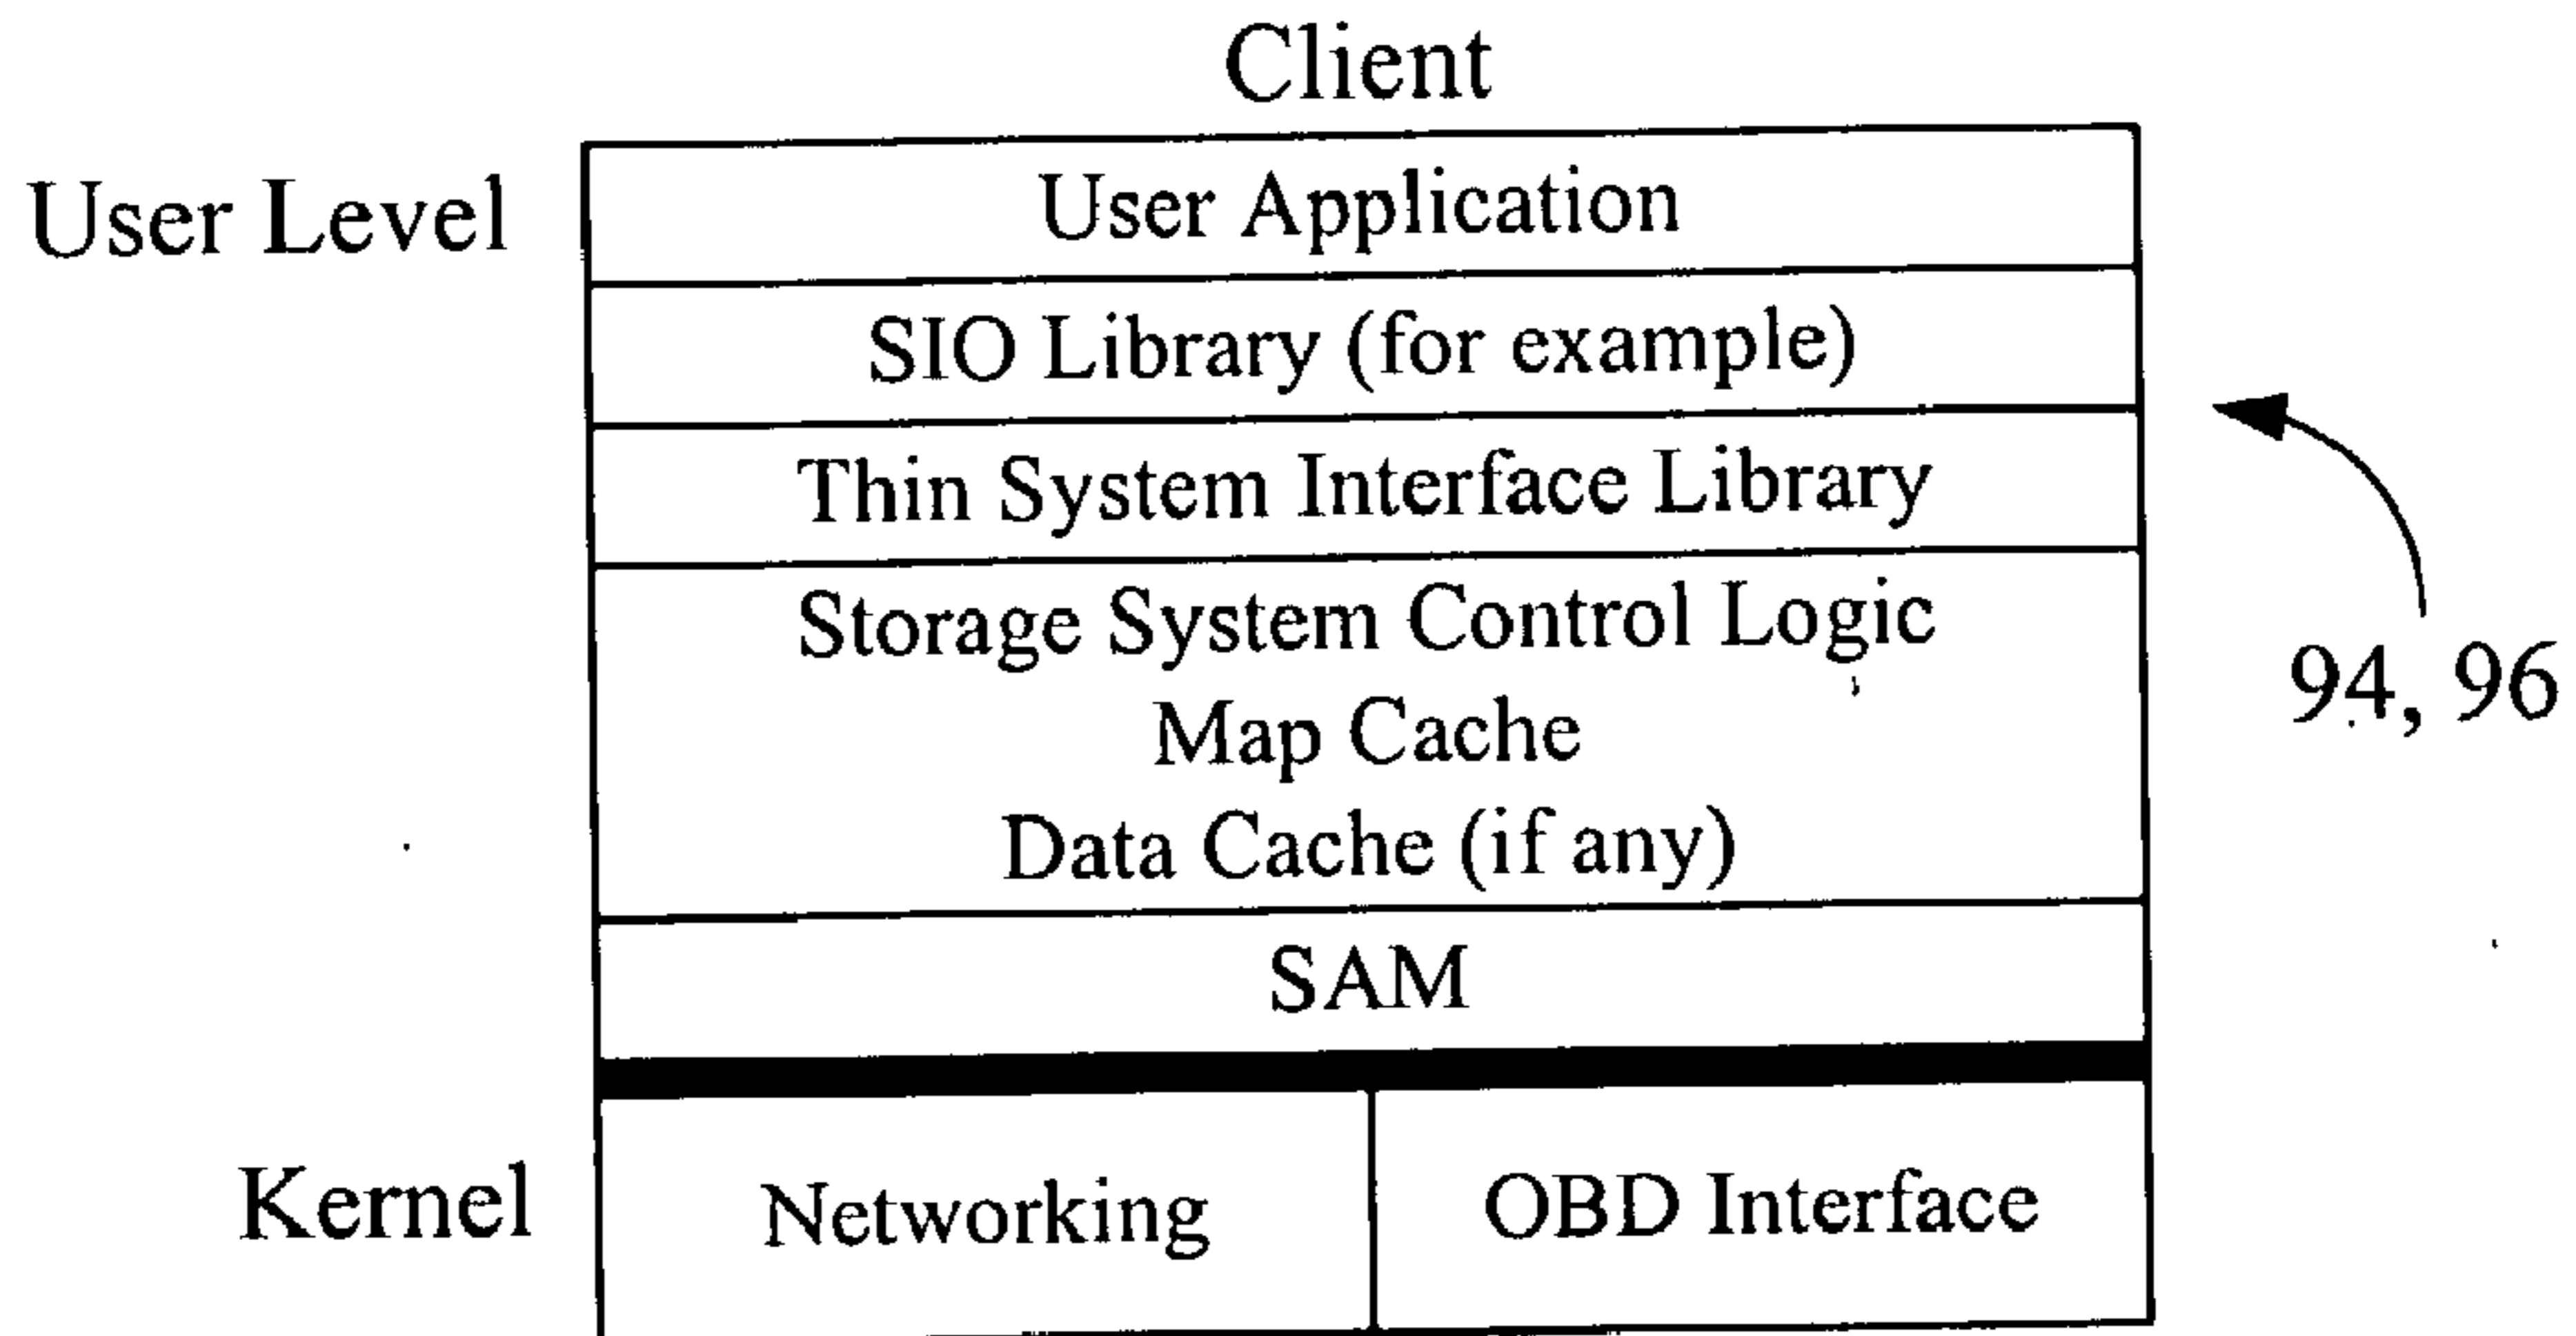 Client
User Level
User Application
SIO Library (for example)
Thin System Interface Library
Storage System Control Logic
Map Cache
Data Cache (if any)
94, 96
SAM
Kernel
Networking
OBD Interface